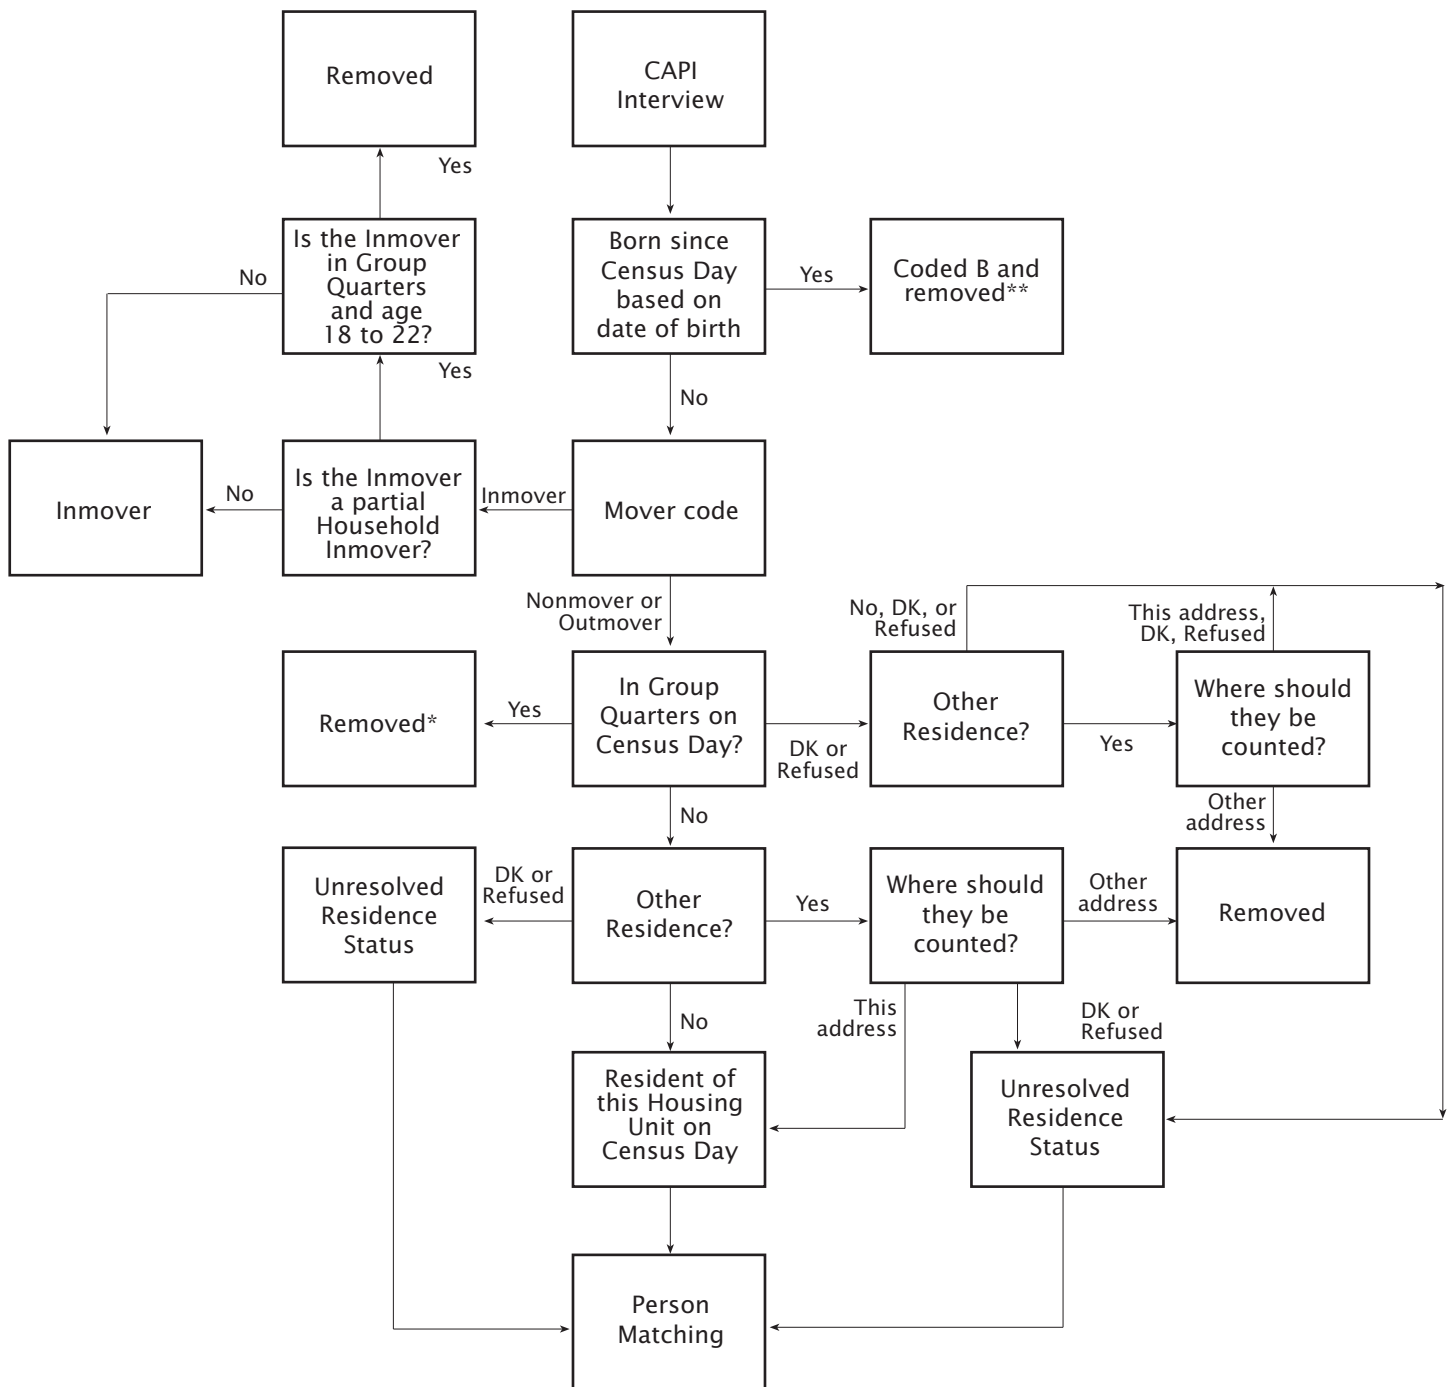 Removed
CAPI
Interview
Yes
Is the Inmover
in Group
Quarters
and age
18 to 22?
No
Born since
Census Day
based on
date of birth
Yes
Coded B and
removed**
Yes
No
Inmover
No
Is the Inmover
a partial
Household
Inmover?
Inmover
Mover code
Nonmover or
Outmover
No, DK, or
Refused
This address,
DK, Refused
Removed*
Yes
In Group
Quarters on
Census Day?
DK or
Refused
Other
Residence?
Yes
Where should
they be
counted?
No
Other
address
Unresolved
Residence
Status
DK or
Refused
Other
Residence?
Yes
Where should
they be
counted?
Other
address
Removed
No
This
address
DK or
Refused
Resident of
this Housing
Unit on
Census Day
Unresolved
Residence
Status
Person
Matching